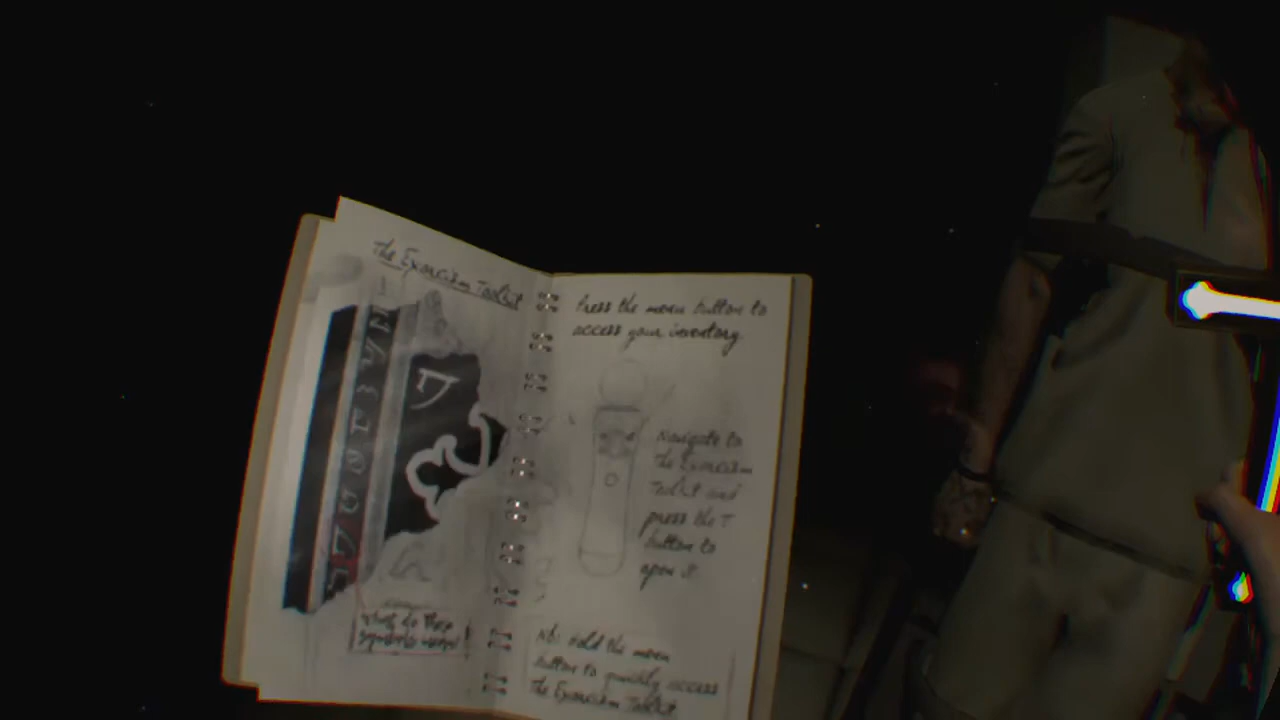 The Exorcism Toolkit
what do these
symbols mean?
Press the move button to
access your inventory.
Navigate to
the Exorcism
Toolkit and
press the T
button to
open it.
NB: Hold the move
button to quickly access
the Exorcism Toolkit